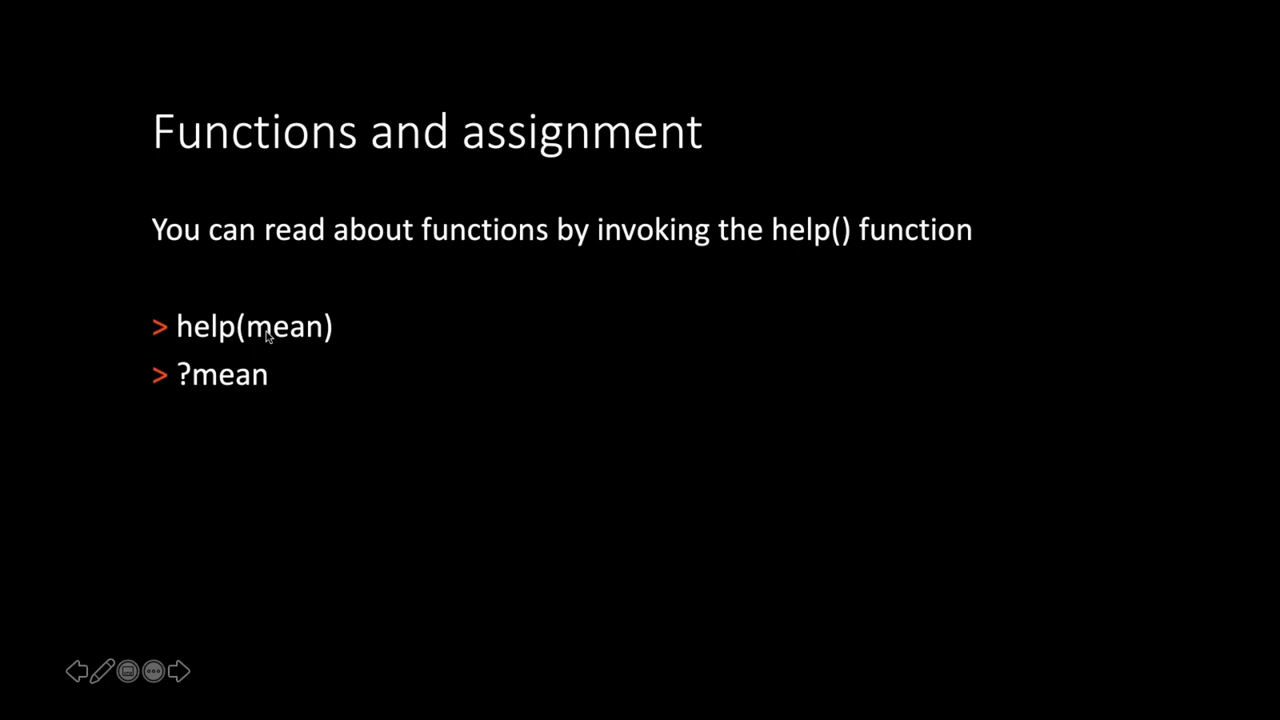 Functions and assignment
You can read about functions by invoking the help() function
> help(mean)
> ?mean